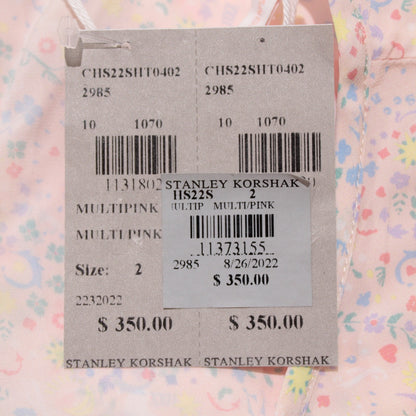 CHS22SHT0402 CHS22SHT0402
2985 2985
10 1070 10 1070
1131802
STANLEY KORSHAK
HS22S 2
MULTIPINK MULTIP MULTI/PINK
MULTI PINK
11373155
Size: 2
2985 8/26/2022
$ 350.00
2232022
$ 350.00 $ 350.00
STANLEY KORSHAK STANLEY KORSHAK